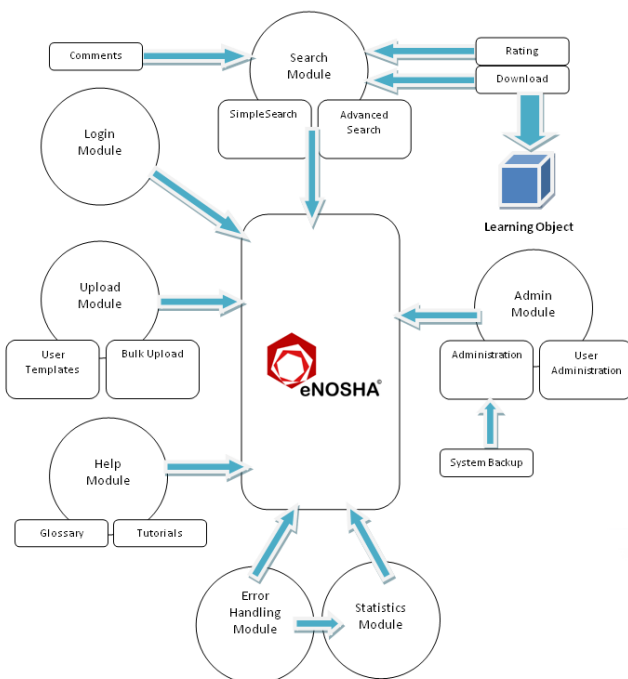 Comments
Search
Module
Rating
Download
SimpleSearch
Advanced
Search
Login
Module
Learning Object
Upload
Module
User
Templates
Bulk Upload
eNOSHA®
Admin
Module
Administration
User
Administration
System Backup
Help
Module
Glossary
Tutorials
Error
Handling
Module
Statistics
Module